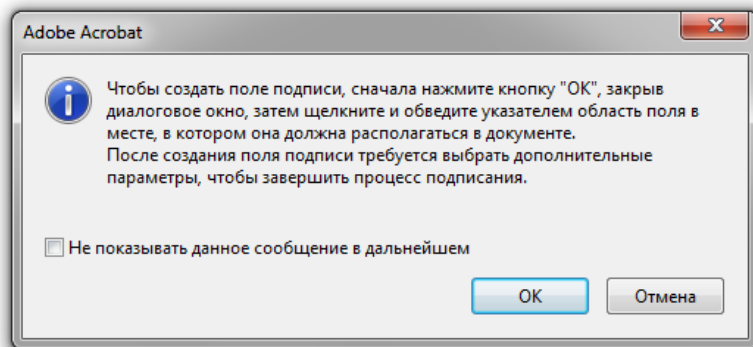 Adobe Acrobat
Чтобы создать поле подписи, сначала нажмите кнопку "ОК", закрыв
диалоговое окно, затем щелкните и обведите указателем область поля в
месте, в котором она должна располагаться в документе.
После создания поля подписи требуется выбрать дополнительные
параметры, чтобы завершить процесс подписания.
Не показывать данное сообщение в дальнейшем
ОК
Отмена